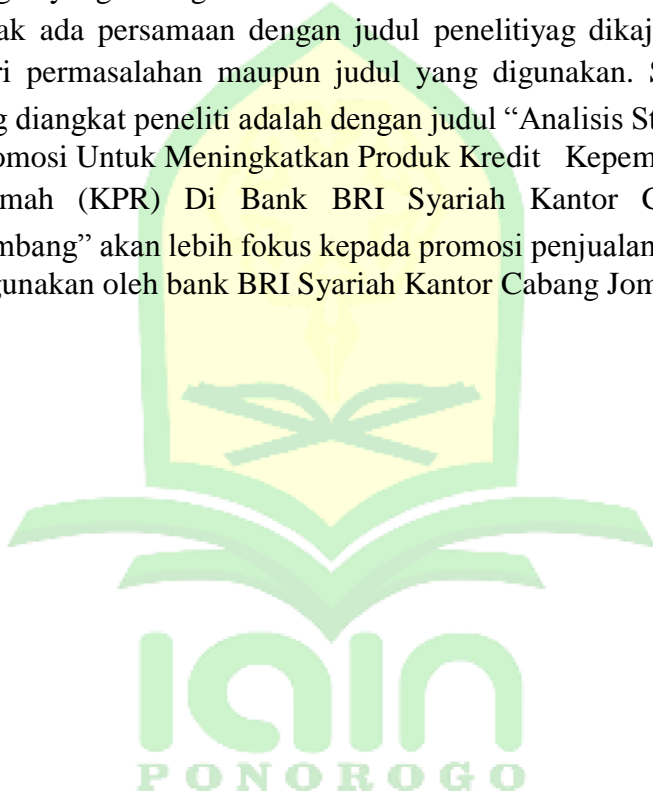 ak ada persamaan dengan judul penelitiyag dikaj
ri permasalahan maupun judul yang digunakan. S
g diangkat peneliti adalah dengan judul “Analisis St
omosi Untuk Meningkatkan Produk Kredit Kepem
mah (KPR) Di Bank BRI Syariah Kantor C
mbang” akan lebih fokus kepada promosi penjualan
gunakan oleh bank BRI Syariah Kantor Cabang Jom
iain
PONOROGO